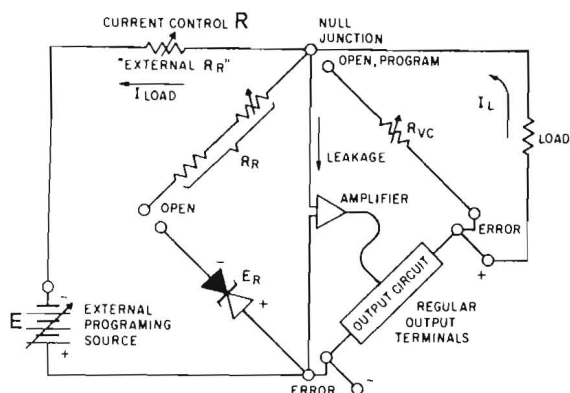 CURRENT CONTROL R
"EXTERNAL RR"
I LOAD
NULL
JUNCTION
OPEN, PROGRAM
IL
LOAD
RVC
RR
LEAKAGE
AMPLIFIER
OPEN
ERROR
+
-
ER
+
OUTPUT CIRCUIT
REGULAR
OUTPUT
TERMINALS
-
E
EXTERNAL
PROGRAMING
SOURCE
+
ERROR
-